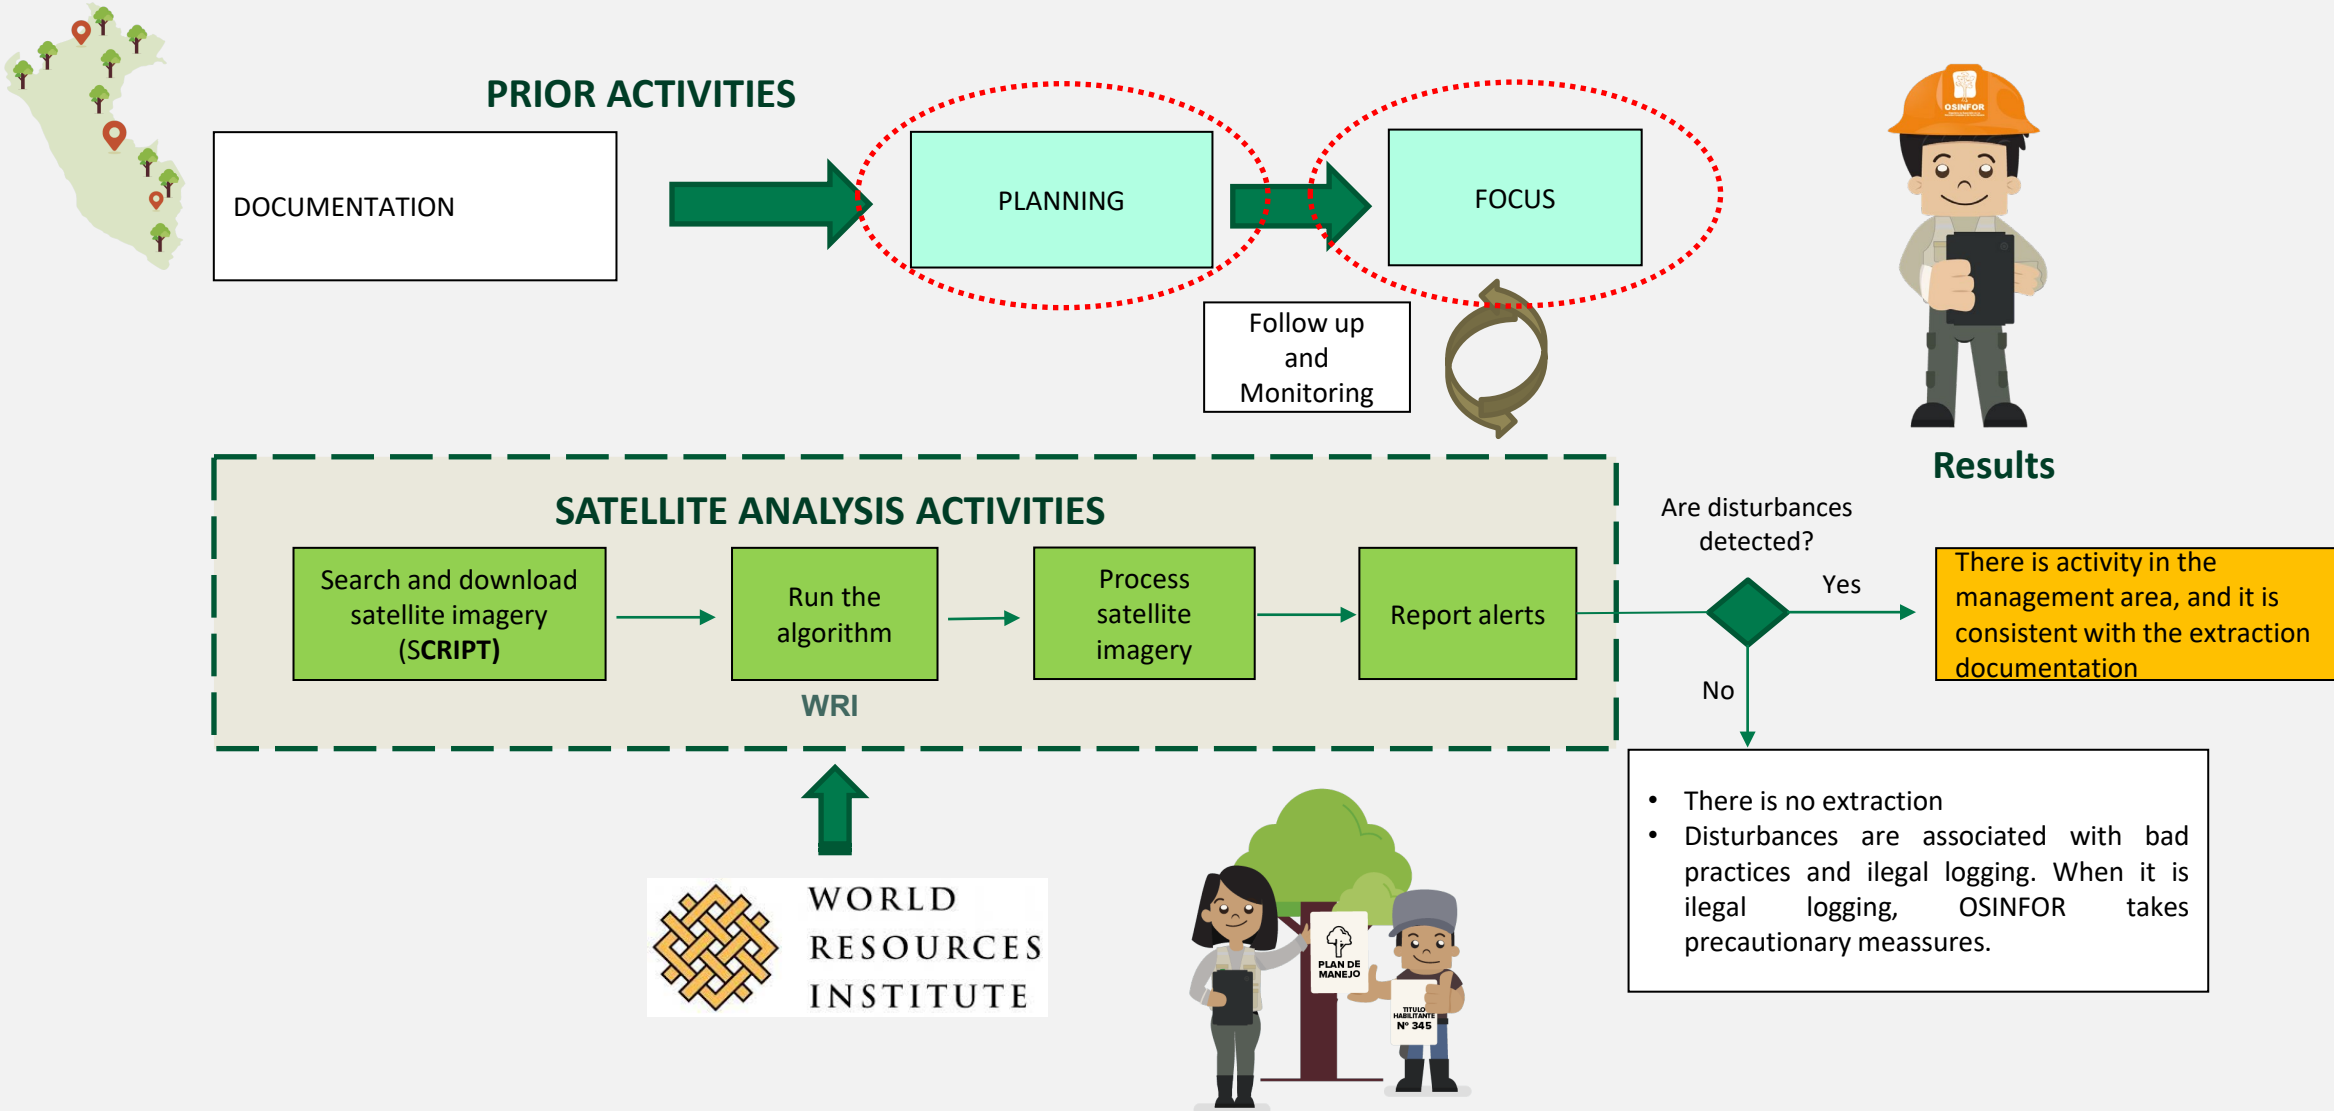 PRIOR ACTIVITIES
DOCUMENTATION
PLANNING
FOCUS
OSINFOR
Follow up
and
Monitoring
Results
SATELLITE ANALYSIS ACTIVITIES
Search and download
satellite imagery
(SCRIPT)
Run the
algorithm
WRI
Process
satellite
imagery
Report alerts
Are disturbances
detected?
Yes
No
There is activity in the
management area, and it is
consistent with the extraction
documentation
• There is no extraction
• Disturbances are associated with bad
practices and ilegal logging. When it is
ilegal logging, OSINFOR takes
precautionary meassures.
WORLD
RESOURCES
INSTITUTE
PLAN DE
MANEJO
TITULO
HABILITANTE
Nº 345